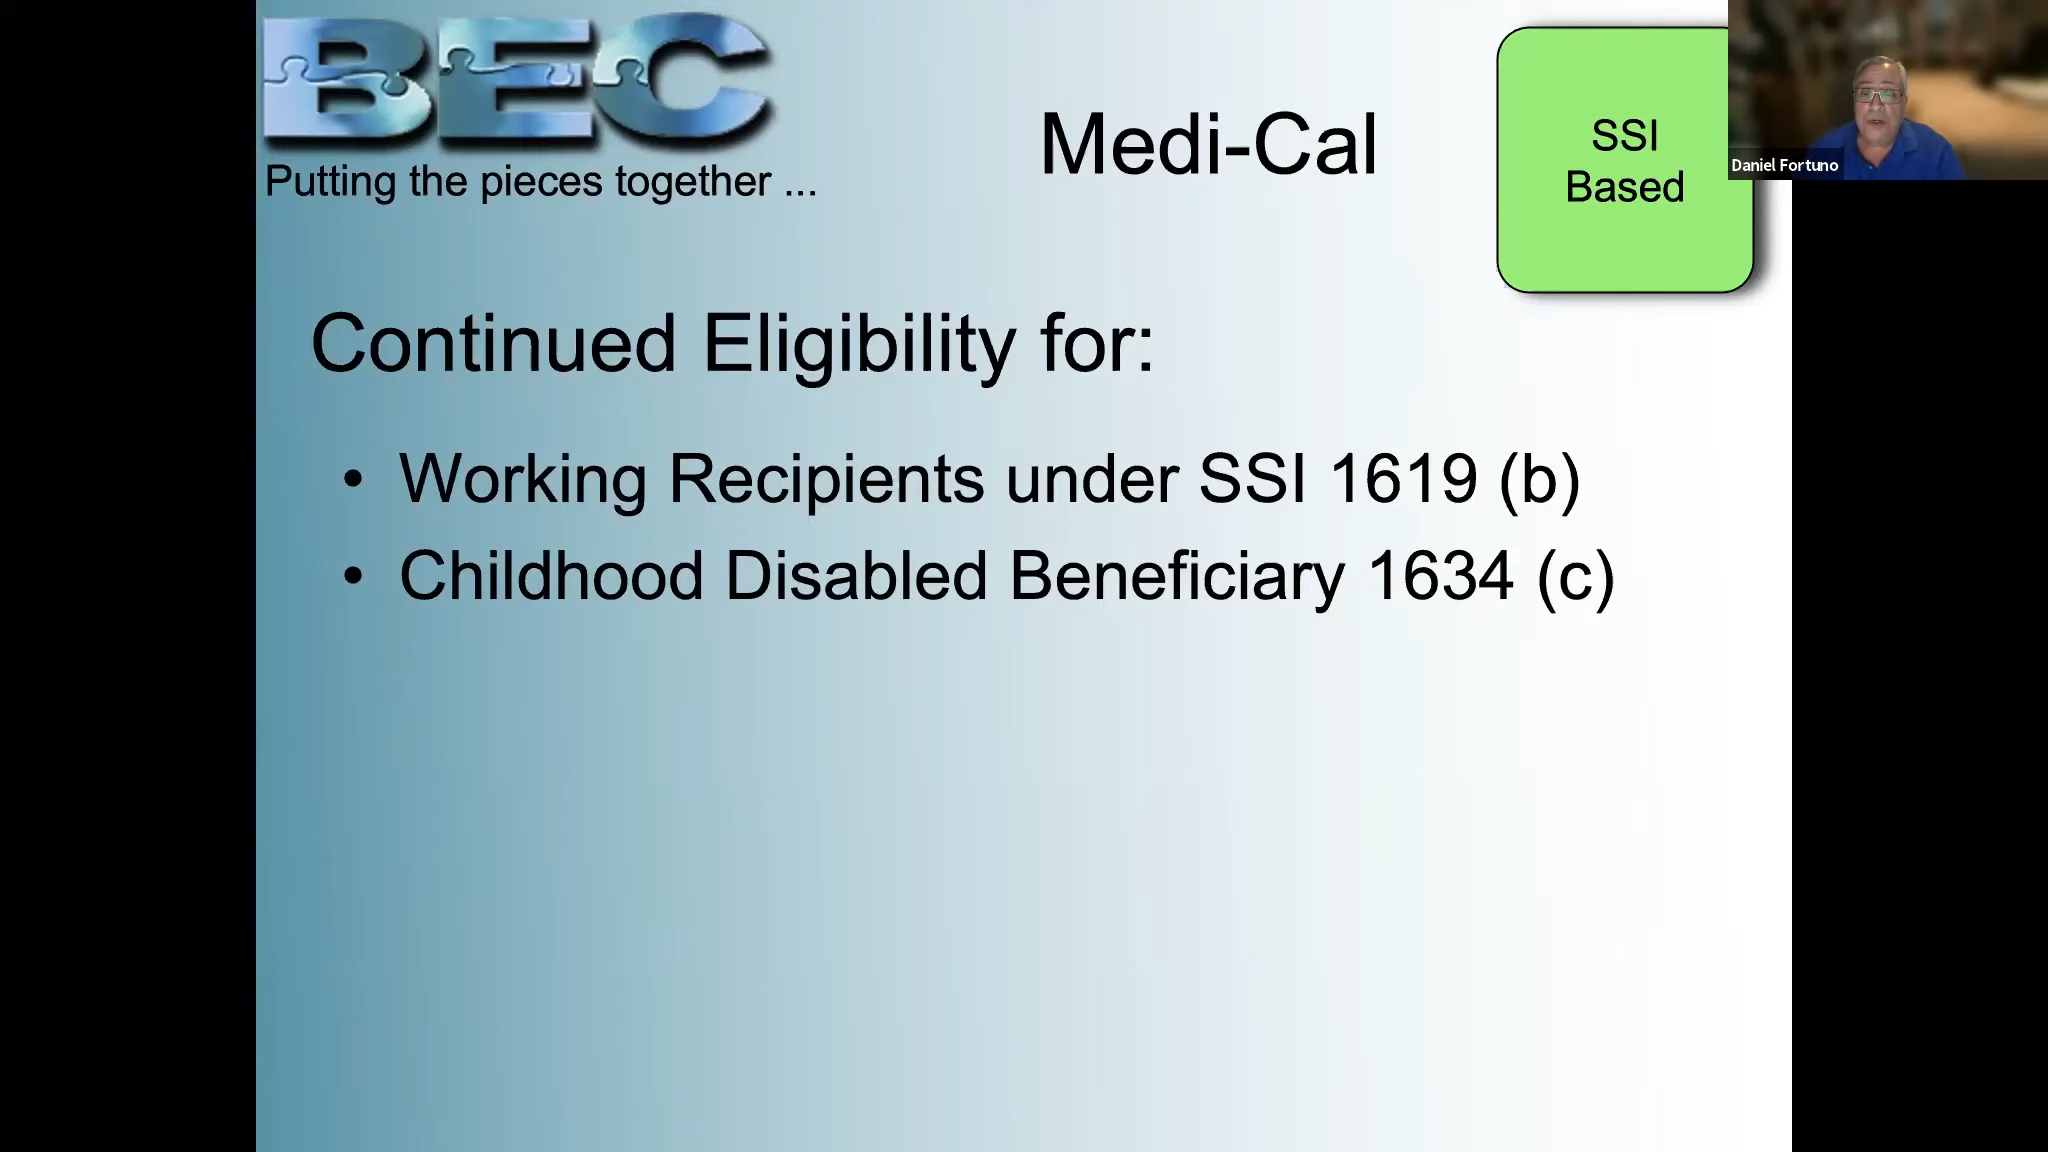 BEC
Putting the pieces together ...
Medi-Cal
SSI
Based
Daniel Fortuno
Continued Eligibility for:
• Working Recipients under SSI 1619 (b)
• Childhood Disabled Beneficiary 1634 (c)